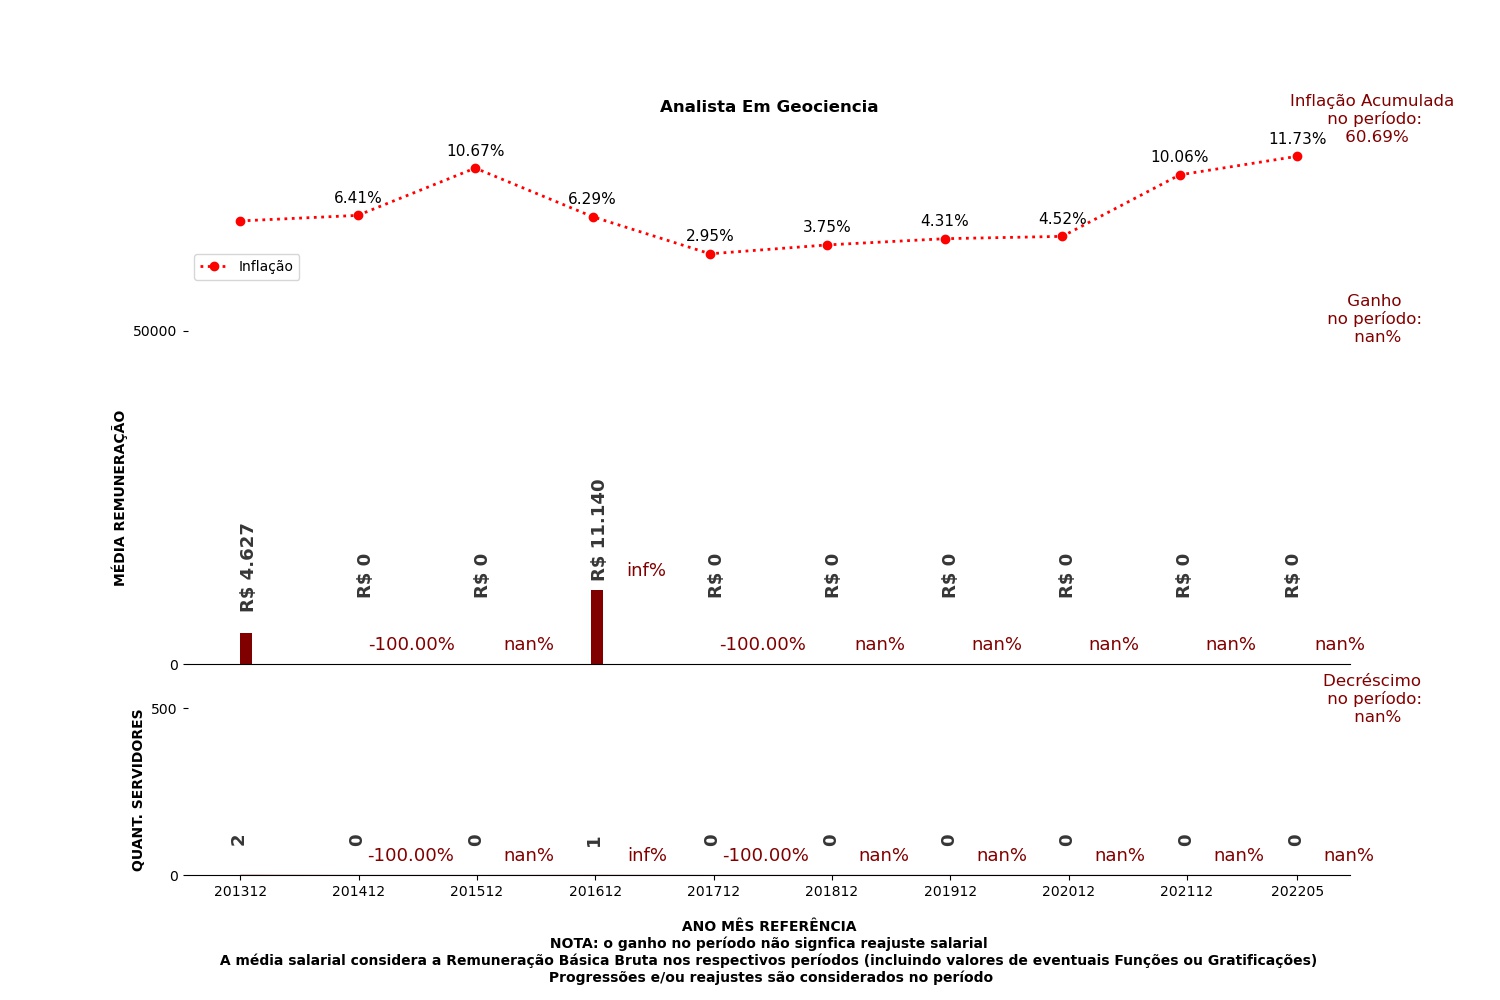 Analista Em Geociencia
Inflação Acumulada
no período:
60.69%
6.41%
10.67%
6.29%
2.95%
3.75%
4.31%
4.52%
10.06%
11.73%
Inflação
Ganho
no período:
nan%
50000
0
MÉDIA REMUNERAÇÃO
R$ 4.627
R$ 0
R$ 0
R$ 11.140
R$ 0
R$ 0
R$ 0
R$ 0
R$ 0
R$ 0
-100.00%
nan%
inf%
-100.00%
nan%
nan%
nan%
nan%
nan%
Decréscimo
no período:
nan%
500
0
QUANT. SERVIDORES
2
0
0
1
0
0
0
0
0
0
-100.00%
nan%
inf%
-100.00%
nan%
nan%
nan%
nan%
nan%
201312
201412
201512
201612
201712
201812
201912
202012
202112
202205
ANO MÊS REFERÊNCIA
NOTA: o ganho no período não signfica reajuste salarial
A média salarial considera a Remuneração Básica Bruta nos respectivos períodos (incluindo valores de eventuais Funções ou Gratificações)
Progressões e/ou reajustes são considerados no período